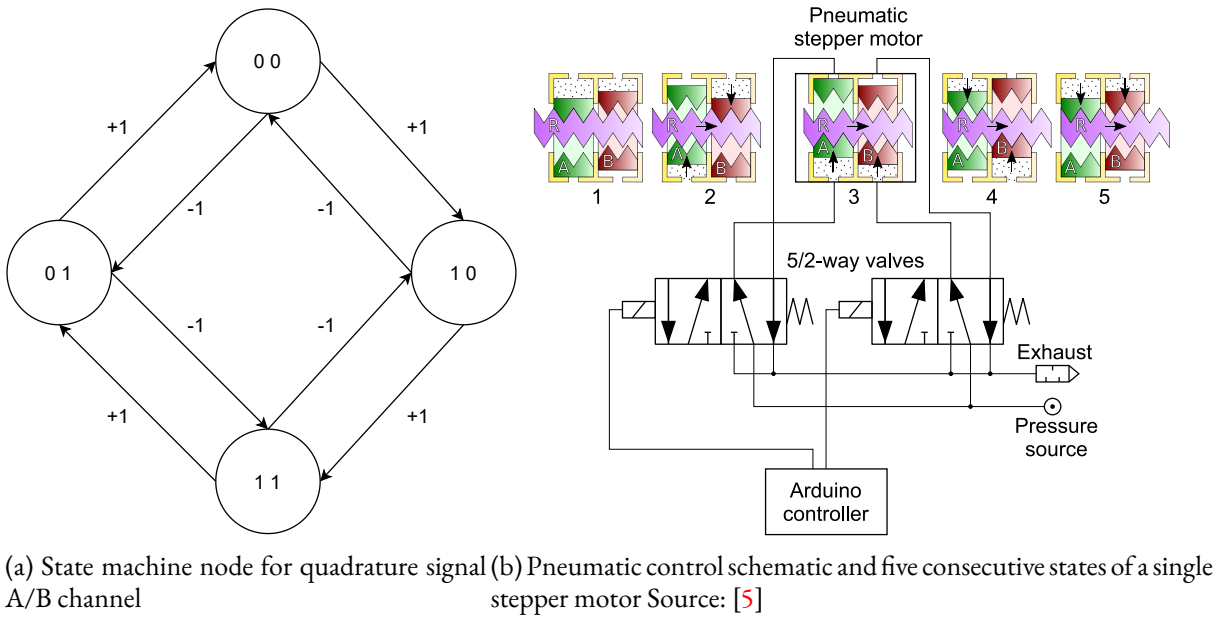 0 0
+1
+1
-1
-1
0 1
1 0
-1
-1
+1
+1
1 1
Pneumatic
stepper motor
R
A
B
R
A
B
R
A
B
R
A
B
R
A
B
1
2
3
4
5
5/2-way valves
Exhaust
Pressure
source
Arduino
controller
(a) State machine node for quadrature signal
A/B channel
(b) Pneumatic control schematic and five consecutive states of a single
stepper motor Source: [5]